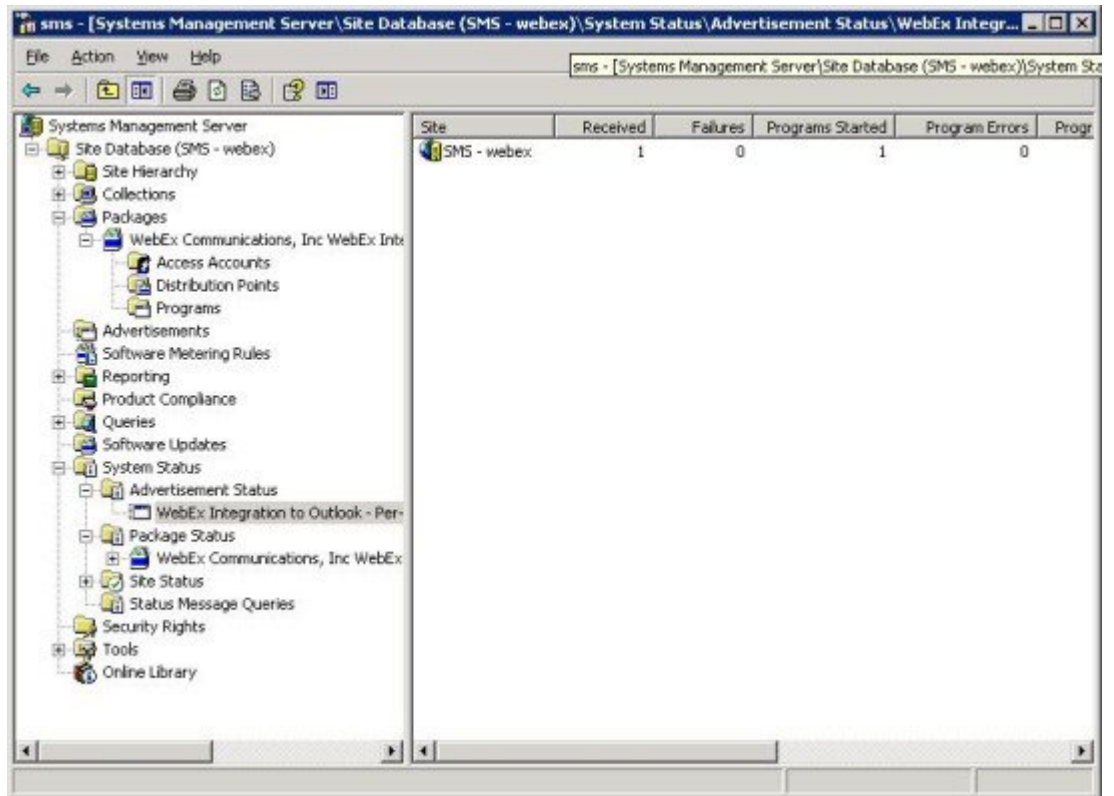 sms - [Systems Management Server\Site Database (SMS - webex)\System Status\Advertisement Status\WebEx Integr...
File Action View Help
sms - [Systems Management Server\Site Database (SMS - webex)\System Sta
Systems Management Server
Site Database (SMS - webex)
Site Hierarchy
Collections
Packages
WebEx Communications, Inc WebEx Inte
Access Accounts
Distribution Points
Programs
Advertisements
Software Metering Rules
Reporting
Product Compliance
Queries
Software Updates
System Status
Advertisement Status
WebEx Integration to Outlook - Per-
Package Status
WebEx Communications, Inc WebEx
Site Status
Status Message Queries
Security Rights
Tools
Online Library
Site Received Failures Programs Started Program Errors Progr
SMS - webex 1 0 1 0